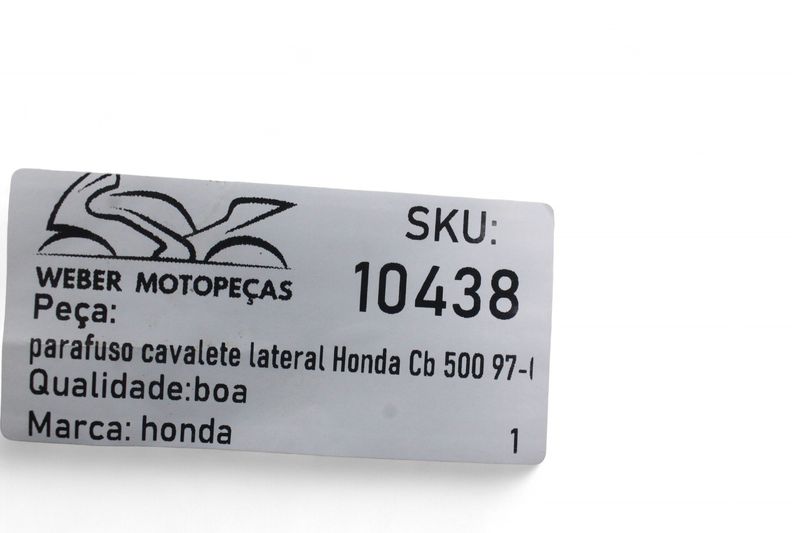 WEBER MOTOPEÇAS
SKU:
10438
Peça:
parafuso cavalete lateral Honda Cb 500 97-
Qualidade:boa
Marca: honda
1